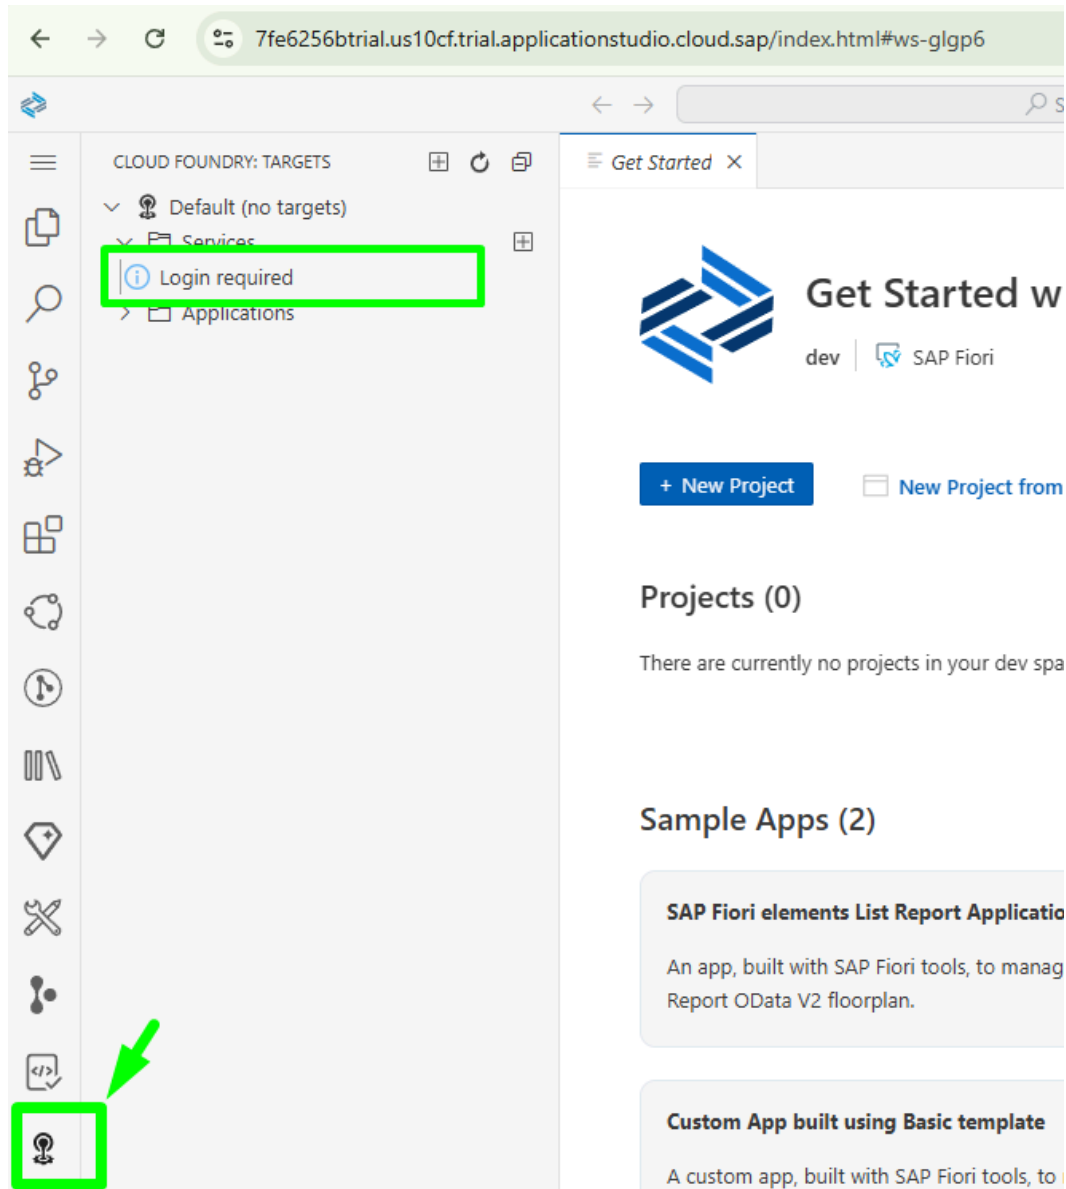 7fe6256btrial.us10cf.trial.applicationstudio.cloud.sap/index.html#ws-glgp6
CLOUD FOUNDRY: TARGETS
Get Started
Default (no targets)
Services
Login required
Applications
Get Started w
dev
SAP Fiori
+ New Project
New Project from
Projects (0)
There are currently no projects in your dev spa
Sample Apps (2)
SAP Fiori elements List Report Applicatio
An app, built with SAP Fiori tools, to manag
Report OData V2 floorplan.
Custom App built using Basic template
A custom app, built with SAP Fiori tools, to